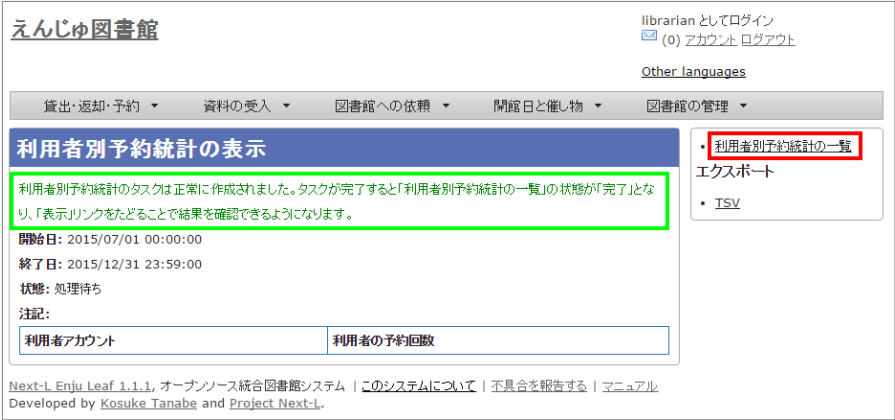 えんじゅ図書館
librarian としてログイン
(0) アカウント ログアウト
Other languages
貸出・返却・予約 ▼ 資料の受入 ▼ 図書館への依頼 ▼ 開館日と催し物 ▼ 図書館の管理 ▼
利用者別予約統計の表示
利用者別予約統計のタスクは正常に作成されました。タスクが完了すると「利用者別予約統計の一覧」の状態が「完了」とな
り、「表示」リンクをたどることで結果を確認できるようになります。
開始日: 2015/07/01 00:00:00
終了日: 2015/12/31 23:59:00
状態: 処理待ち
注記:
利用者アカウント 利用者の予約回数
• 利用者別予約統計の一覧
エクスポート
• TSV
Next-L Enju Leaf 1.1.1, オープンソース統合図書館システム | このシステムについて | 不具合を報告する | マニュアル
Developed by Kosuke Tanabe and Project Next-L.